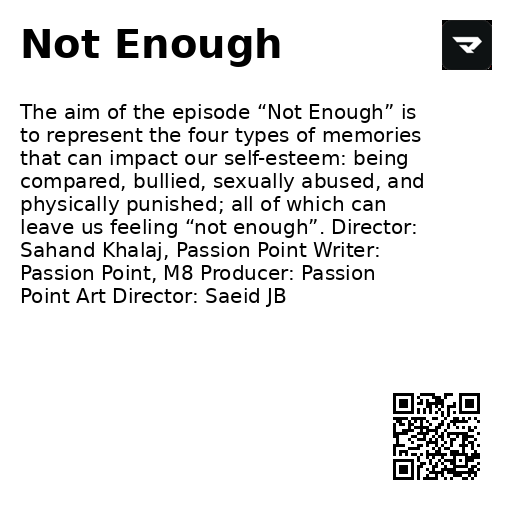 Not Enough
The aim of the episode “Not Enough” is
to represent the four types of memories
that can impact our self-esteem: being
compared, bullied, sexually abused, and
physically punished; all of which can
leave us feeling “not enough”. Director:
Sahand Khalaj, Passion Point Writer:
Passion Point, M8 Producer: Passion
Point Art Director: Saeid JB